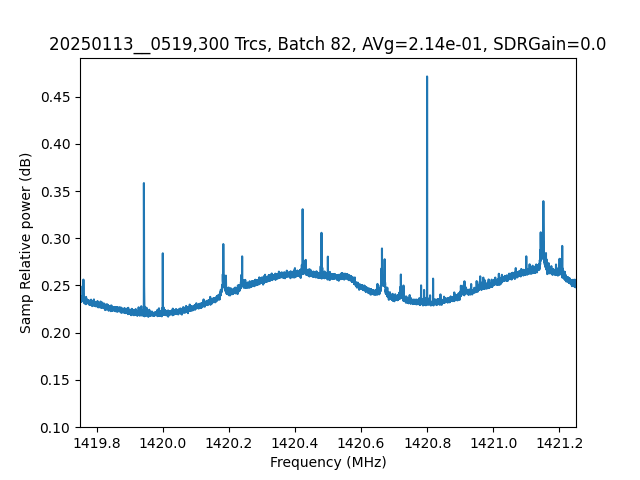 20250113__0519,300 Trcs, Batch 82, AVg=2.14e-01, SDRGain=0.0
Samp Relative power (dB)
0.45
0.40
0.35
0.30
0.25
0.20
0.15
0.10
1419.8 1420.0 1420.2 1420.4 1420.6 1420.8 1421.0 1421.2
Frequency (MHz)